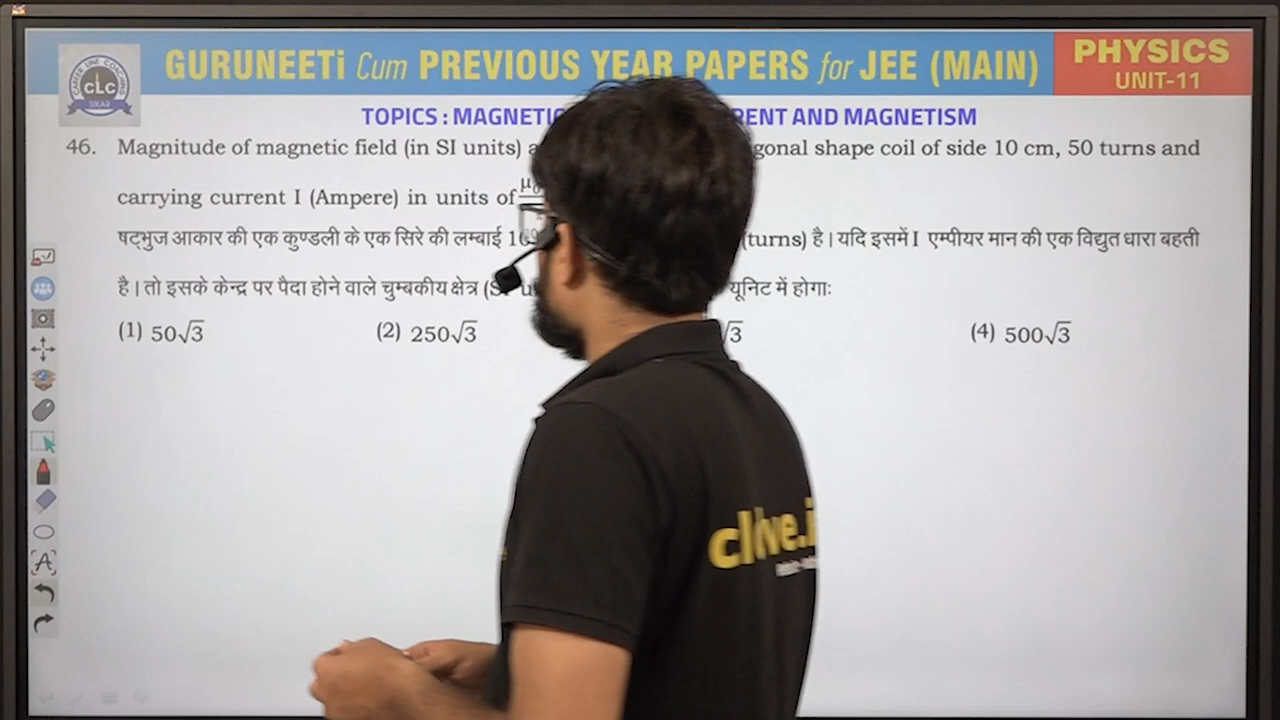 GURUNEETi Cum PREVIOUS YEAR PAPERS for JEE (MAIN)
PHYSICS
UNIT-11
CLC
SIKAR
TOPICS : MAGNETIC AND MAGNETISM
46. Magnitude of magnetic field (in SI units) shape coil of side 10 cm, 50 turns and
carrying current I (Ampere) in units of
षट्भुज आकार की एक कुण्डली के एक सिरे की लम्बाई (turns) है। यदि इसमें I एम्पीयर मान की एक विद्युत धारा बहती
है। तो इसके केन्द्र पर पैदा होने वाले चुम्बकीय क्षेत्र यूनिट में होगाः
(1) 50√3 (2) 250√3 √3 (4) 500√3